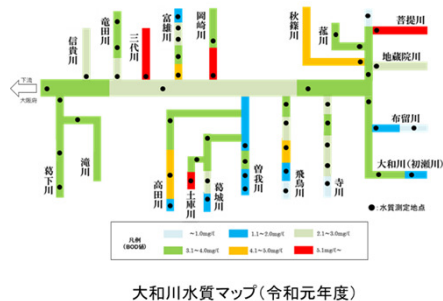 信貴川
竜田川
三代川
富雄川
岡崎川
秋篠川
菰川
菩提川
地蔵院川
布留川
大和川(初瀬川)
下流
大阪府
葛下川
滝川
高田川
土庫川
葛城川
曽我川
飛鳥川
寺川
●:水質測定地点
凡例
(BOD値)
~1.0mg/ℓ
1.1~2.0mg/ℓ
2.1~3.0mg/ℓ
3.1~4.0mg/ℓ
4.1~5.0mg/ℓ
5.1mg/ℓ~
大和川水質マップ(令和元年度)